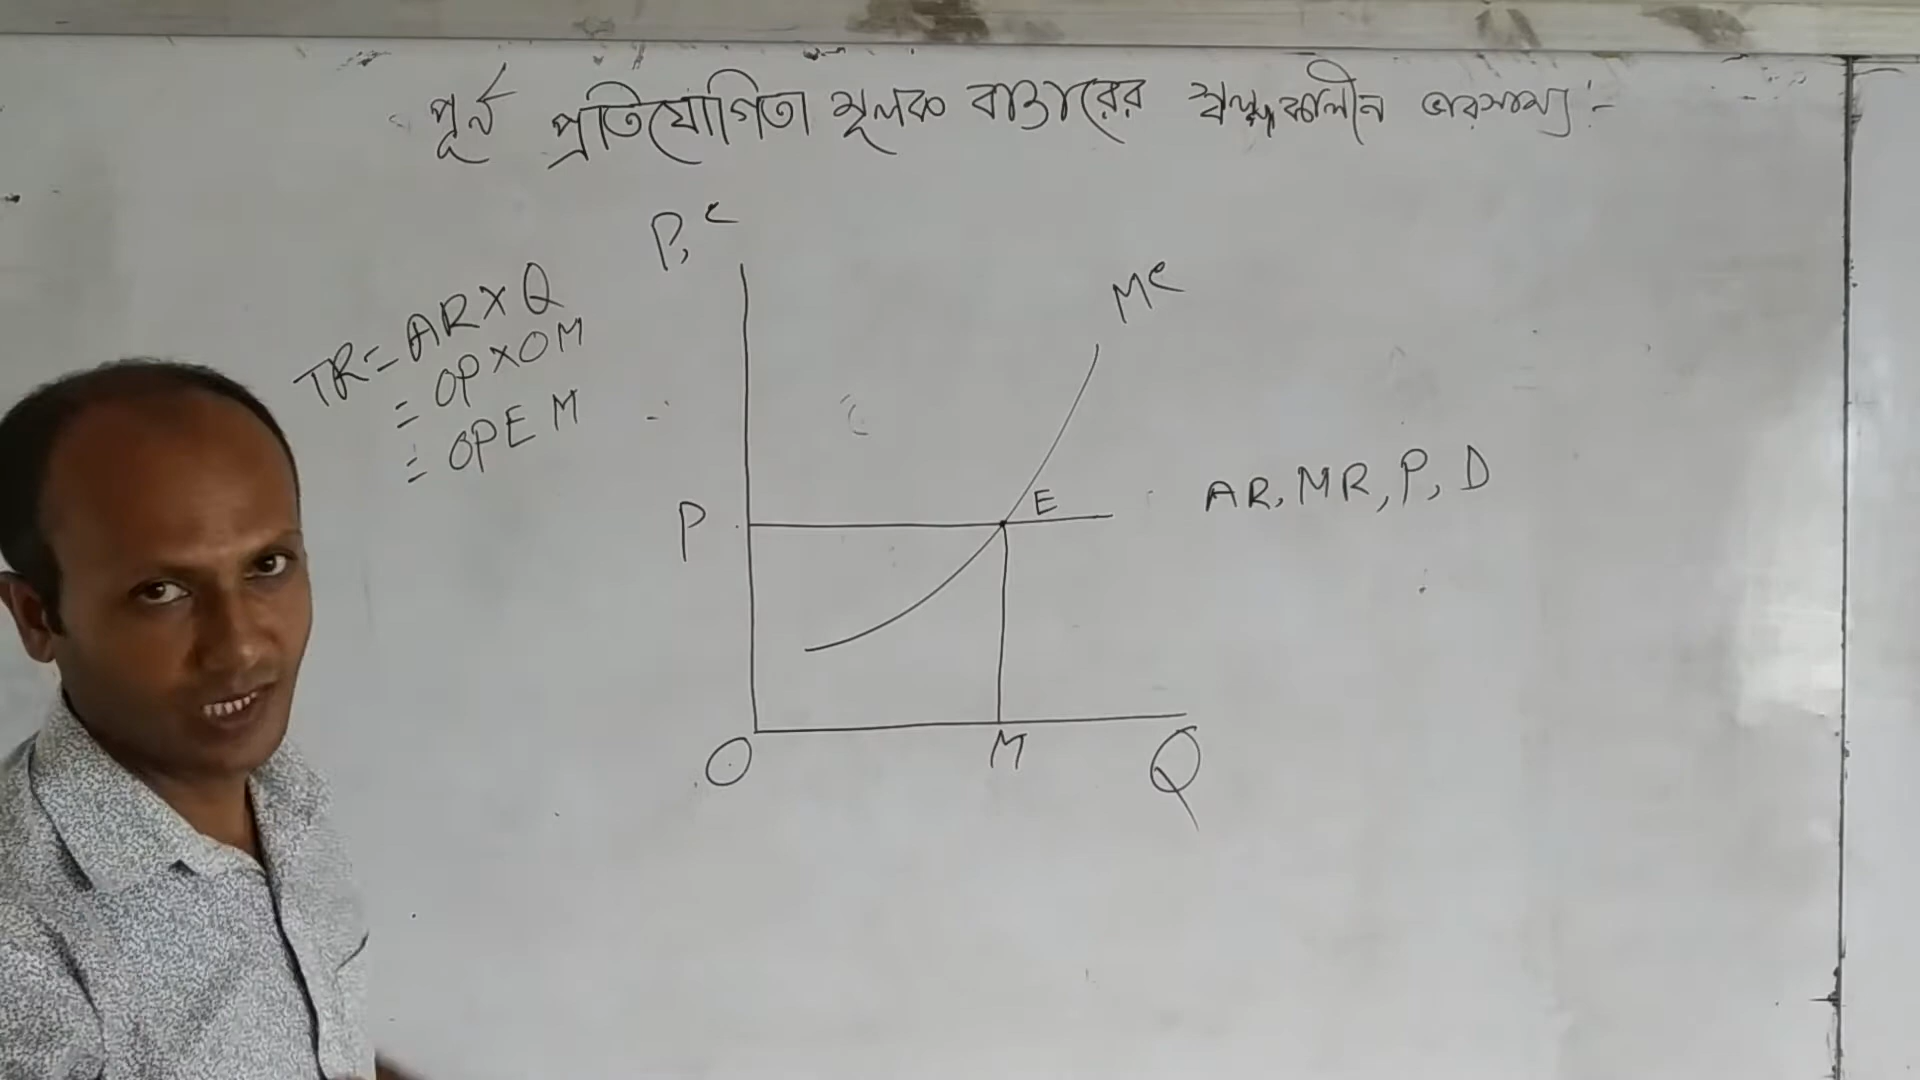 পূর্ন প্রতিযোগিতা মূলক বাজারের স্বল্পকালীন ভারসাম্য :-
P, C
MC
TR = AR X Q
= OP X OM
= OPEM
AR, MR, P, D
E
P
O
M
Q